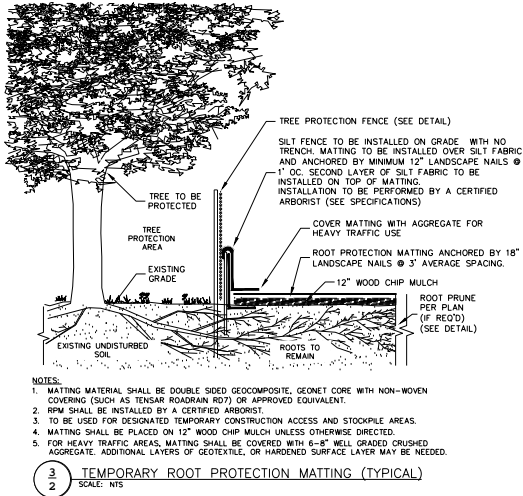 TREE PROTECTION FENCE (SEE DETAIL)
SILT FENCE TO BE INSTALLED ON GRADE WITH NO
TRENCH. MATTING TO BE INSTALLED OVER SILT FABRIC
AND ANCHORED BY MINIMUM 12" LANDSCAPE NAILS @
1' OC. SECOND LAYER OF SILT FABRIC TO BE
INSTALLED ON TOP OF MATTING.
INSTALLATION TO BE PERFORMED BY A CERTIFIED
ARBORIST (SEE SPECIFICATIONS)
TREE TO BE
PROTECTED
TREE
PROTECTION
AREA
COVER MATTING WITH AGGREGATE FOR
HEAVY TRAFFIC USE
ROOT PROTECTION MATTING ANCHORED BY 18"
LANDSCAPE NAILS @ 3' AVERAGE SPACING.
EXISTING
GRADE
12" WOOD CHIP MULCH
ROOT PRUNE
PER PLAN
(IF REQ'D)
(SEE DETAIL)
EXISTING UNDISTURBED
SOIL
ROOTS TO
REMAIN
NOTES:
1. MATTING MATERIAL SHALL BE DOUBLE SIDED GEOCOMPOSITE, GEONET CORE WITH NON-WOVEN
COVERING (SUCH AS TENSAR ROADRAIN RD7) OR APPROVED EQUIVALENT.
2. RPM SHALL BE INSTALLED BY A CERTIFIED ARBORIST.
3. TO BE USED FOR DESIGNATED TEMPORARY CONSTRUCTION ACCESS AND STOCKPILE AREAS.
4. MATTING SHALL BE PLACED ON 12" WOOD CHIP MULCH UNLESS OTHERWISE DIRECTED.
5. FOR HEAVY TRAFFIC AREAS, MATTING SHALL BE COVERED WITH 6-8" WELL GRADED CRUSHED
AGGREGATE. ADDITIONAL LAYERS OF GEOTEXTILE, OR HARDENED SURFACE LAYER MAY BE NEEDED.
3
2
TEMPORARY ROOT PROTECTION MATTING (TYPICAL)
SCALE: NTS